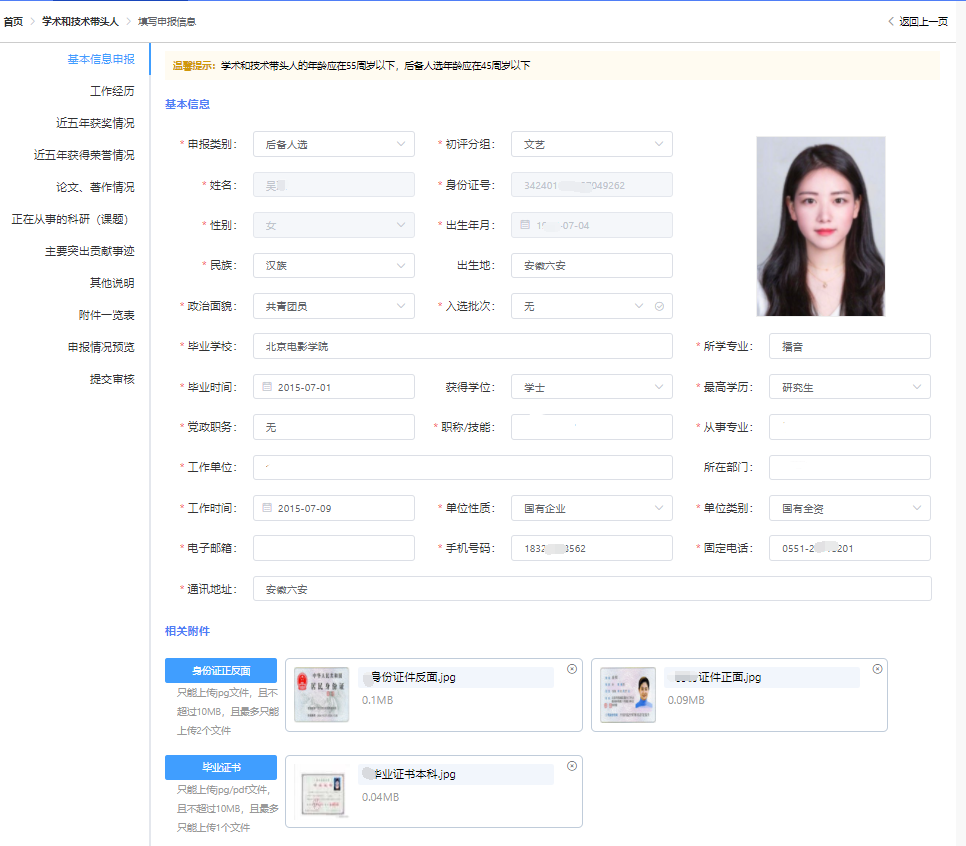 首页 > 学术和技术带头人 > 填写申报信息
< 返回上一页
基本信息申报
工作经历
近五年获奖情况
近五年获得荣誉情况
论文、著作情况
正在从事的科研（课题）
主要突出贡献事迹
其他说明
附件一览表
申报情况预览
提交审核
温馨提示：学术和技术带头人的年龄应在55周岁以下，后备人选年龄应在45周岁以下
基本信息
* 申报类别： 后备人选 * 初评分组： 文艺
* 姓名： 吴 * 身份证号： 342401 7049262
* 性别： 女 * 出生年月： 19 -07-04
* 民族： 汉族 出生地： 安徽六安
* 政治面貌： 共青团员 * 入选批次： 无
* 毕业学校： 北京电影学院 * 所学专业： 播音
* 毕业时间： 2015-07-01 获得学位： 学士 * 最高学历： 研究生
* 党政职务： 无 * 职称/技能： * 从事专业：
* 工作单位： 所在部门：
* 工作时间： 2015-07-09 * 单位性质： 国有企业 * 单位类别： 国有全资
* 电子邮箱： * 手机号码： 1832 3562 * 固定电话： 0551-2 201
* 通讯地址： 安徽六安
相关附件
身份证正反面
只能上传jpg文件，且不
超过10MB，且最多只能
上传2个文件
中华人民共和国
居民身份证
身份证件反面.jpg
0.1MB
证件正面.jpg
0.09MB
毕业证书
只能上传jpg/pdf文件，
且不超过10MB，且最多
只能上传1个文件
毕业证书本科.jpg
0.04MB